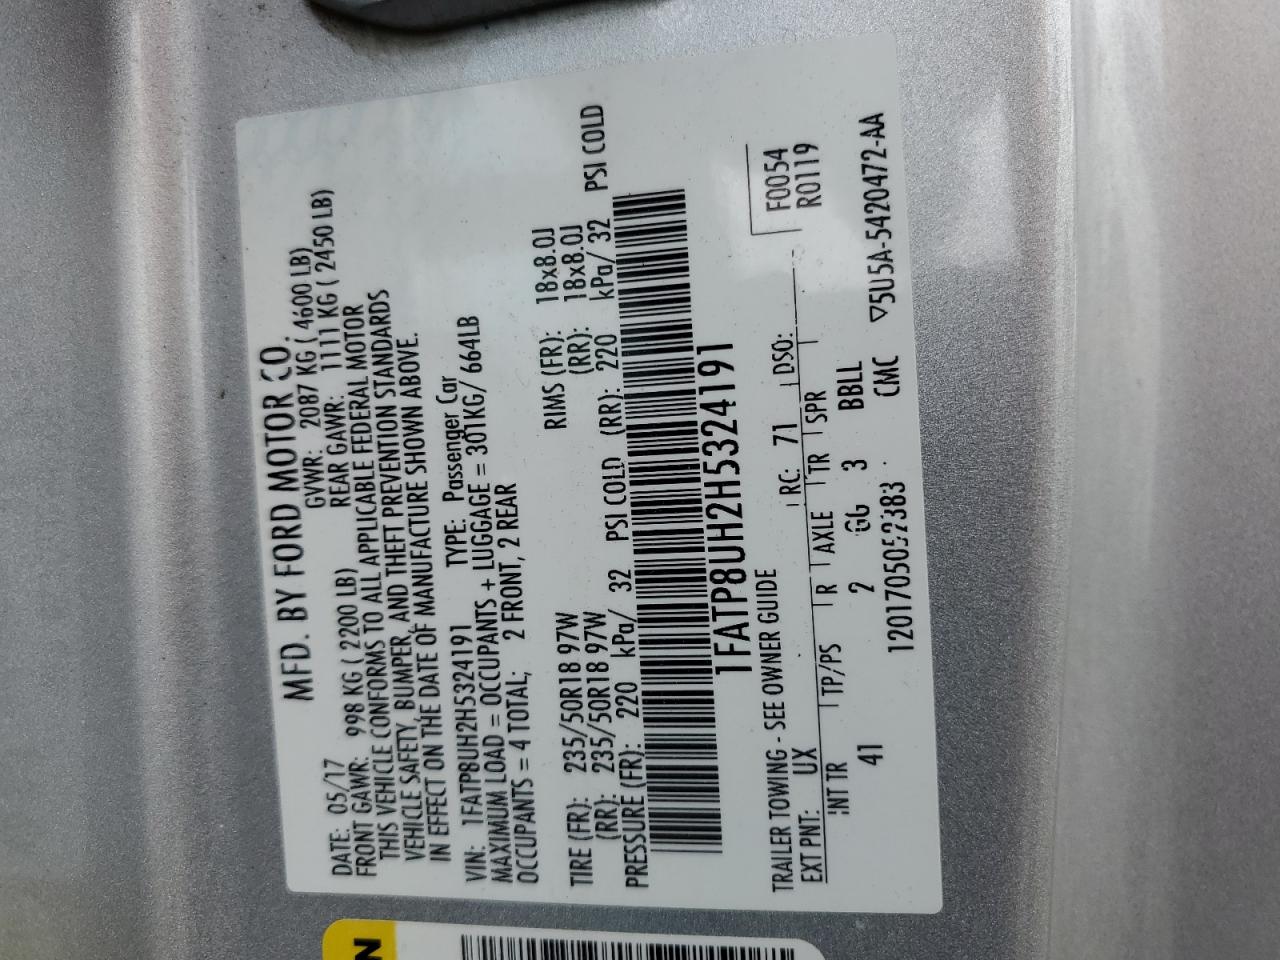 MFD. BY FORD MOTOR CO.
DATE: 05/17 GVWR: 2087 KG ( 4600 LB)
FRONT GAWR: 998 KG ( 2200 LB) REAR GAWR: 1111 KG ( 2450 LB)
THIS VEHICLE CONFORMS TO ALL APPLICABLE FEDERAL MOTOR
VEHICLE SAFETY, BUMPER, AND THEFT PREVENTION STANDARDS
IN EFFECT ON THE DATE OF MANUFACTURE SHOWN ABOVE.
VIN: 1FATP8UH2H5324191 TYPE: Passenger Car
MAXIMUM LOAD = OCCUPANTS + LUGGAGE = 301KG/ 664LB
OCCUPANTS = 4 TOTAL; 2 FRONT, 2 REAR
TIRE (FR): 235/50R18 97W RIMS (FR): 18x8.0J
(RR): 235/50R18 97W (RR): 18x8.0J
PRESSURE (FR): 220 kPa/ 32 PSI COLD (RR): 220 kPa/ 32 PSI COLD
1FATP8UH2H5324191
TRAILER TOWING - SEE OWNER GUIDE F0054
EXT PNT: UX RC: 71 DSO: R0119
INT TR TP/PS R AXLE TR SPR
41 2 GG 3 BBLL
1201705052383 CMC ▽5U5A-5420472-AA
N